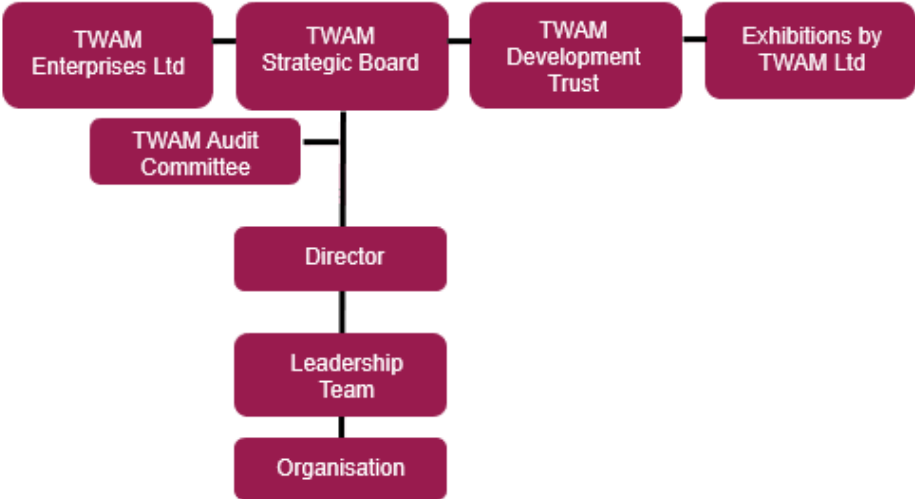 TWAM
Enterprises Ltd
TWAM
Strategic Board
TWAM
Development
Trust
Exhibitions by
TWAM Ltd
TWAM Audit
Committee
Director
Leadership
Team
Organisation